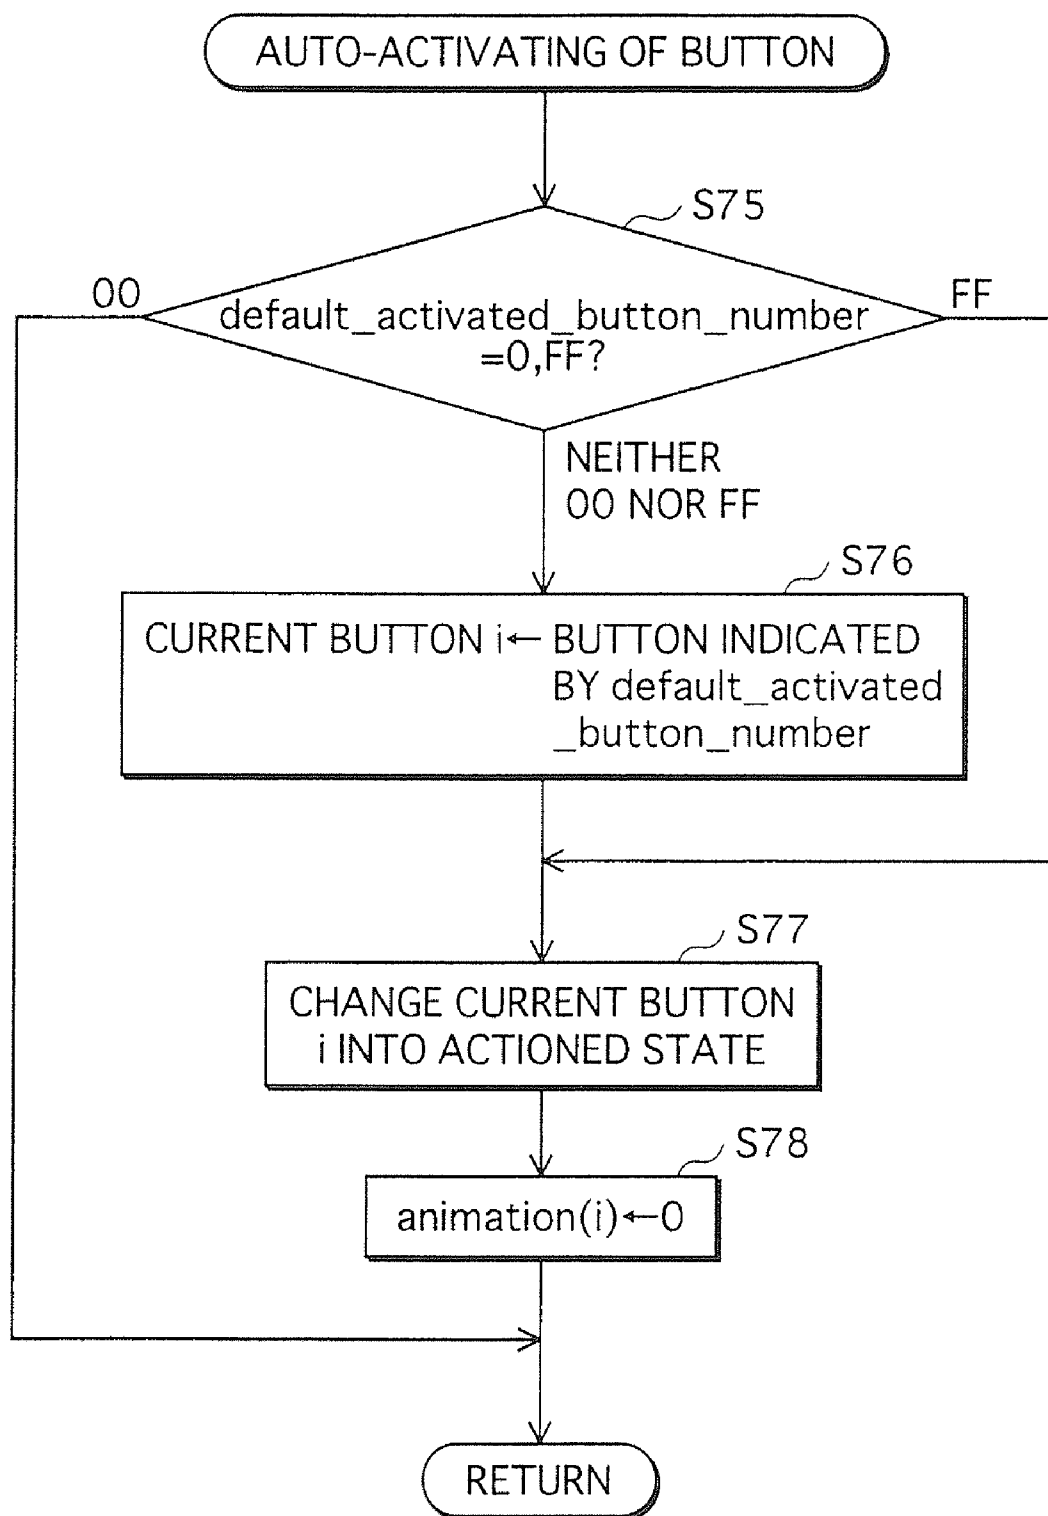 AUTO-ACTIVATING OF BUTTON
S75
00
FF
default_activated_button_number
=0,FF?
NEITHER
00 NOR FF
S76
CURRENT BUTTON i← BUTTON INDICATED
BY default_activated
_button_number
S77
CHANGE CURRENT BUTTON
i INTO ACTIONED STATE
S78
animation(i)←0
RETURN